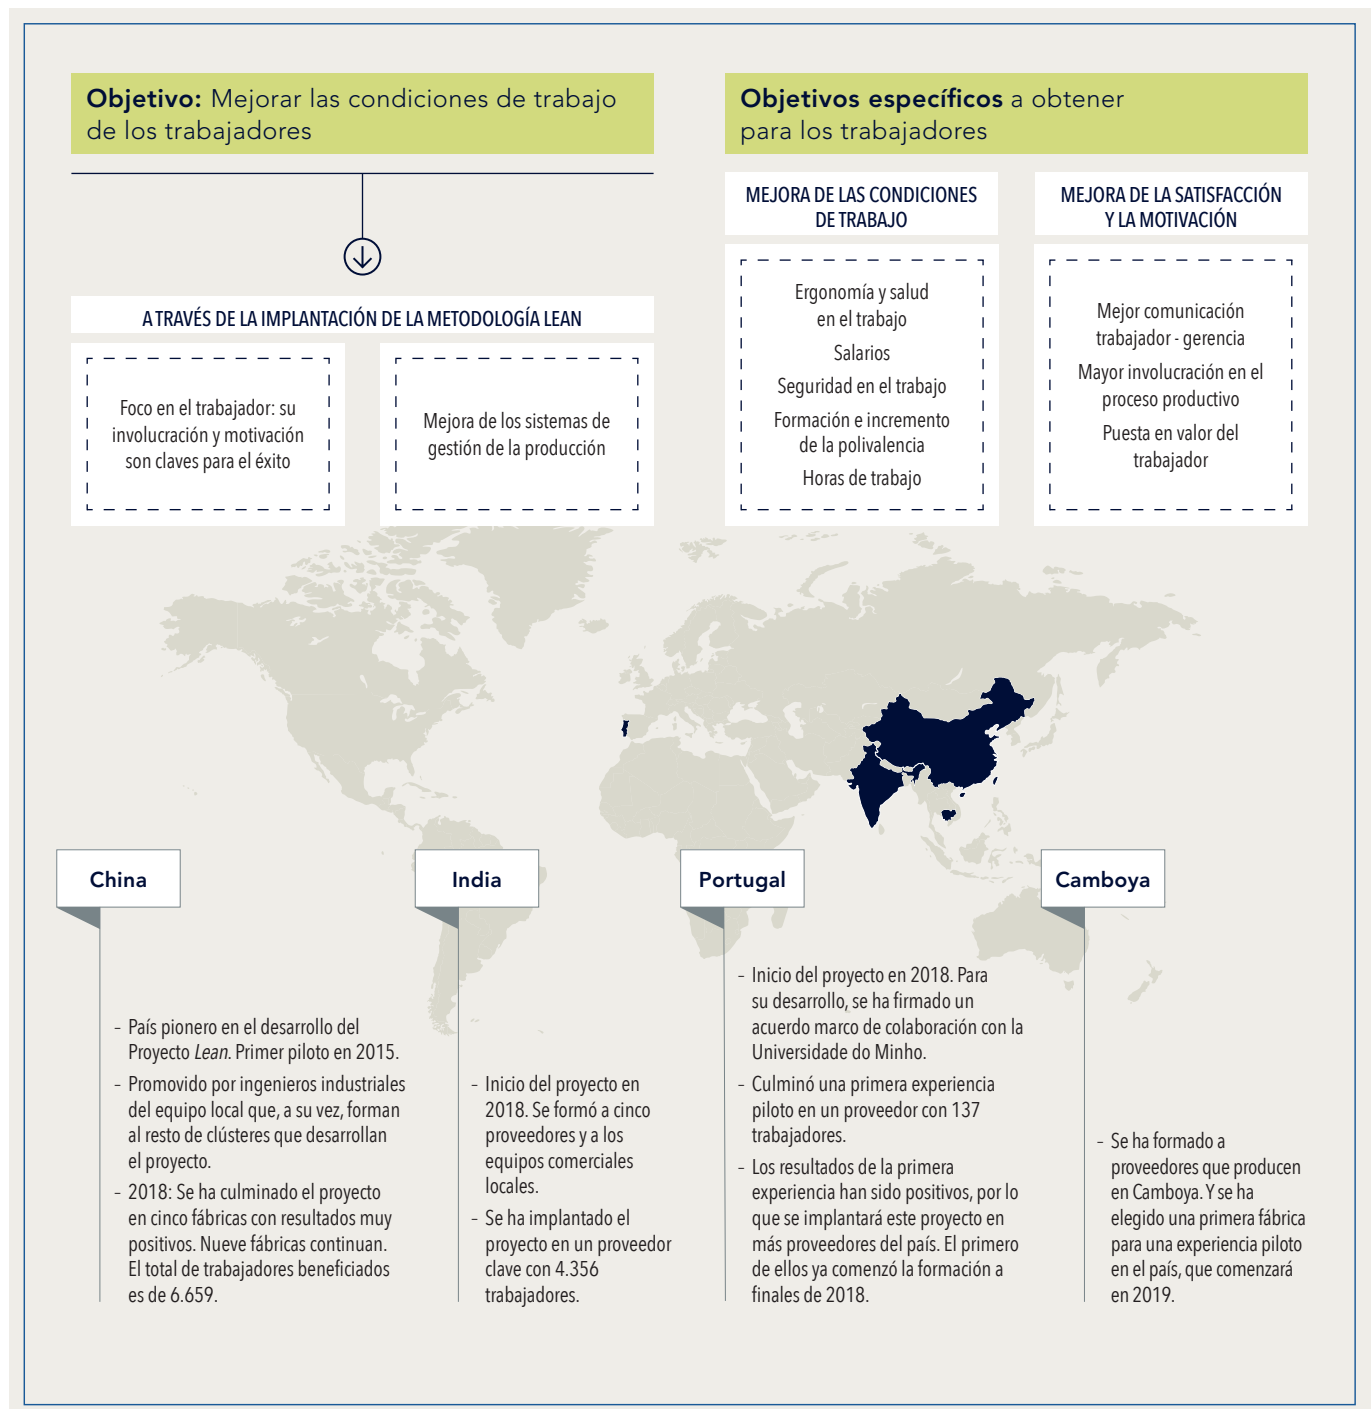 Objetivo: Mejorar las condiciones de trabajo
de los trabajadores
A TRAVÉS DE LA IMPLANTACIÓN DE LA METODOLOGÍA LEAN
Foco en el trabajador: su
involucración y motivación
son claves para el éxito
Mejora de los sistemas de
gestión de la producción
Objetivos específicos a obtener
para los trabajadores
MEJORA DE LAS CONDICIONES
DE TRABAJO
Ergonomía y salud
en el trabajo
Salarios
Seguridad en el trabajo
Formación e incremento
de la polivalencia
Horas de trabajo
MEJORA DE LA SATISFACCIÓN
Y LA MOTIVACIÓN
Mejor comunicación
trabajador - gerencia
Mayor involucración en el
proceso productivo
Puesta en valor del
trabajador
China
– País pionero en el desarrollo del
Proyecto Lean. Primer piloto en 2015.
– Promovido por ingenieros industriales
del equipo local que, a su vez, forman
al resto de clústeres que desarrollan
el proyecto.
– 2018: Se ha culminado el proyecto
en cinco fábricas con resultados muy
positivos. Nueve fábricas continuan.
El total de trabajadores beneficiados
es de 6.659.
India
– Inicio del proyecto en
2018. Se formó a cinco
proveedores y a los
equipos comerciales
locales.
– Se ha implantado el
proyecto en un proveedor
clave con 4.356
trabajadores.
Portugal
– Inicio del proyecto en 2018. Para
su desarrollo, se ha firmado un
acuerdo marco de colaboración con la
Universidade do Minho.
– Culminó una primera experiencia
piloto en un proveedor con 137
trabajadores.
– Los resultados de la primera
experiencia han sido positivos, por lo
que se implantará este proyecto en
más proveedores del país. El primero
de ellos ya comenzó la formación a
finales de 2018.
Camboya
– Se ha formado a
proveedores que producen
en Camboya. Y se ha
elegido una primera fábrica
para una experiencia piloto
en el país, que comenzará
en 2019.